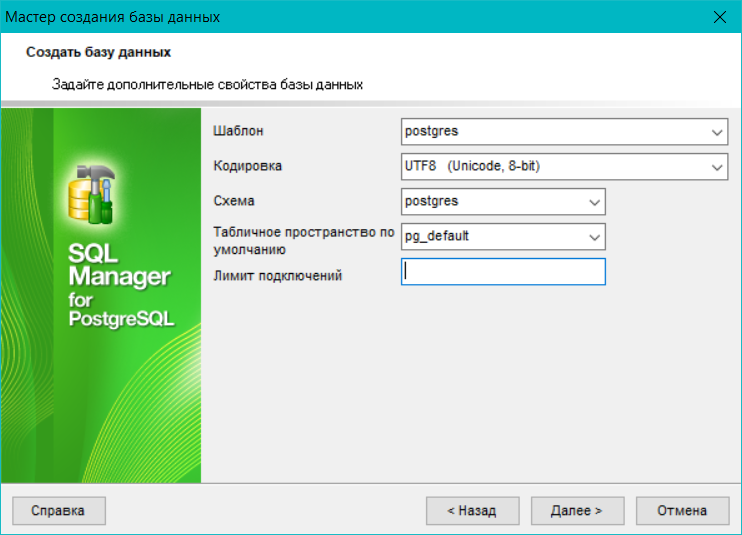 Мастер создания базы данных
Создать базу данных
Задайте дополнительные свойства базы данных
SQL
Manager
for
PostgreSQL
Шаблон
postgres
Кодировка
UTF8 (Unicode, 8-bit)
Схема
postgres
Табличное пространство по
умолчанию
pg_default
Лимит подключений
Справка
< Назад
Далее >
Отмена